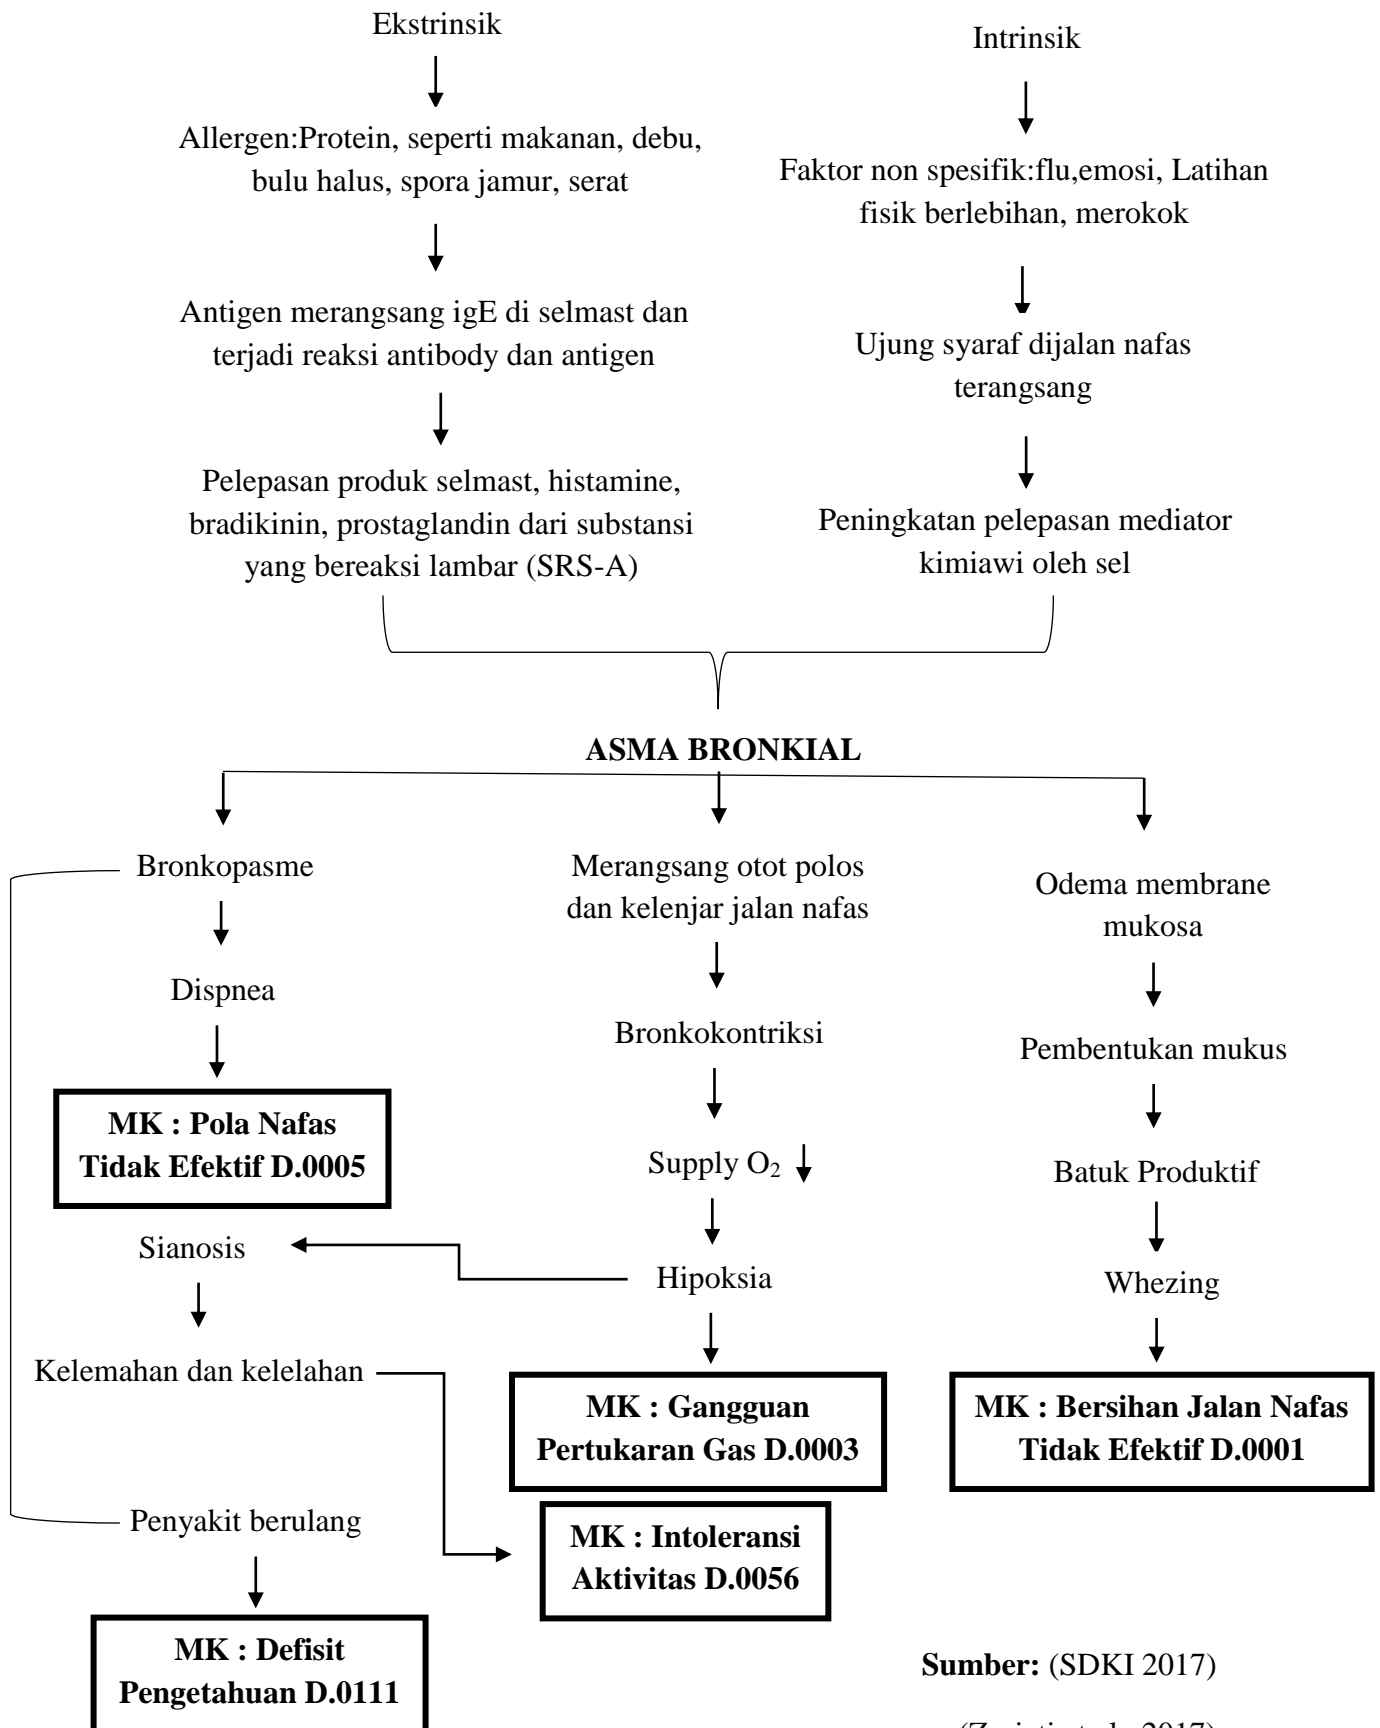 Ekstrinsik
Intrinsik
Allergen:Protein, seperti makanan, debu,
bulu halus, spora jamur, serat
Faktor non spesifik:flu,emosi, Latihan
fisik berlebihan, merokok
Antigen merangsang igE di selmast dan
terjadi reaksi antibody dan antigen
Ujung syaraf dijalan nafas
terangsang
Pelepasan produk selmast, histamine,
bradikinin, prostaglandin dari substansi
yang bereaksi lambar (SRS-A)
Peningkatan pelepasan mediator
kimiawi oleh sel
ASMA BRONKIAL
Bronkopasme
Merangsang otot polos
dan kelenjar jalan nafas
Odema membrane
mukosa
Dispnea
Bronkokontriksi
Pembentukan mukus
MK : Pola Nafas
Tidak Efektif D.0005
Supply O₂
Batuk Produktif
Sianosis
Hipoksia
Whezing
Kelemahan dan kelelahan
MK : Gangguan
Pertukaran Gas D.0003
MK : Bersihan Jalan Nafas
Tidak Efektif D.0001
Penyakit berulang
MK : Intoleransi
Aktivitas D.0056
MK : Defisit
Pengetahuan D.0111
Sumber: (SDKI 2017)
2017)